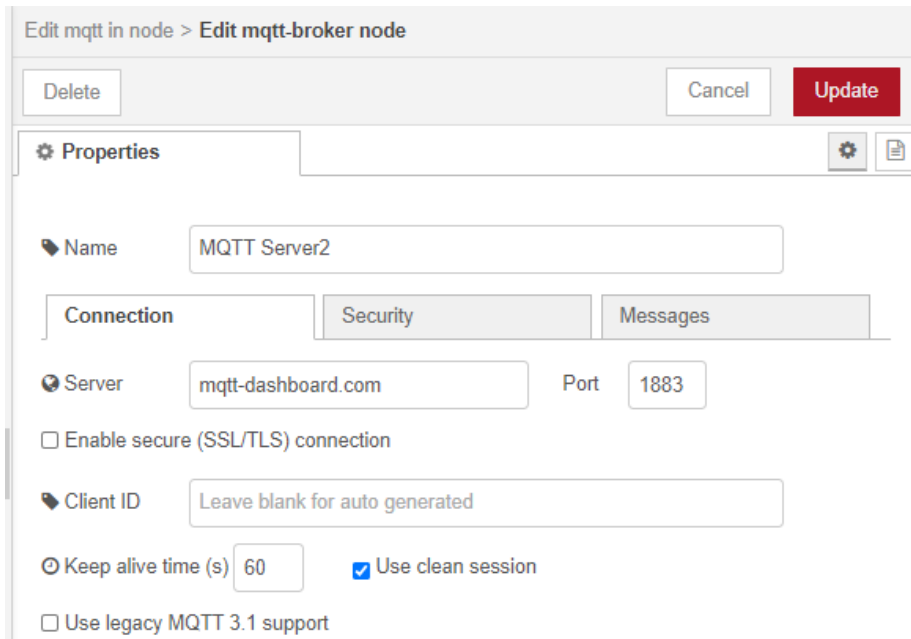 Edit mqtt in node > Edit mqtt-broker node
Delete Cancel Update
Properties
Name MQTT Server2
Connection Security Messages
Server mqtt-dashboard.com Port 1883
Enable secure (SSL/TLS) connection
Client ID Leave blank for auto generated
Keep alive time (s) 60 Use clean session
Use legacy MQTT 3.1 support